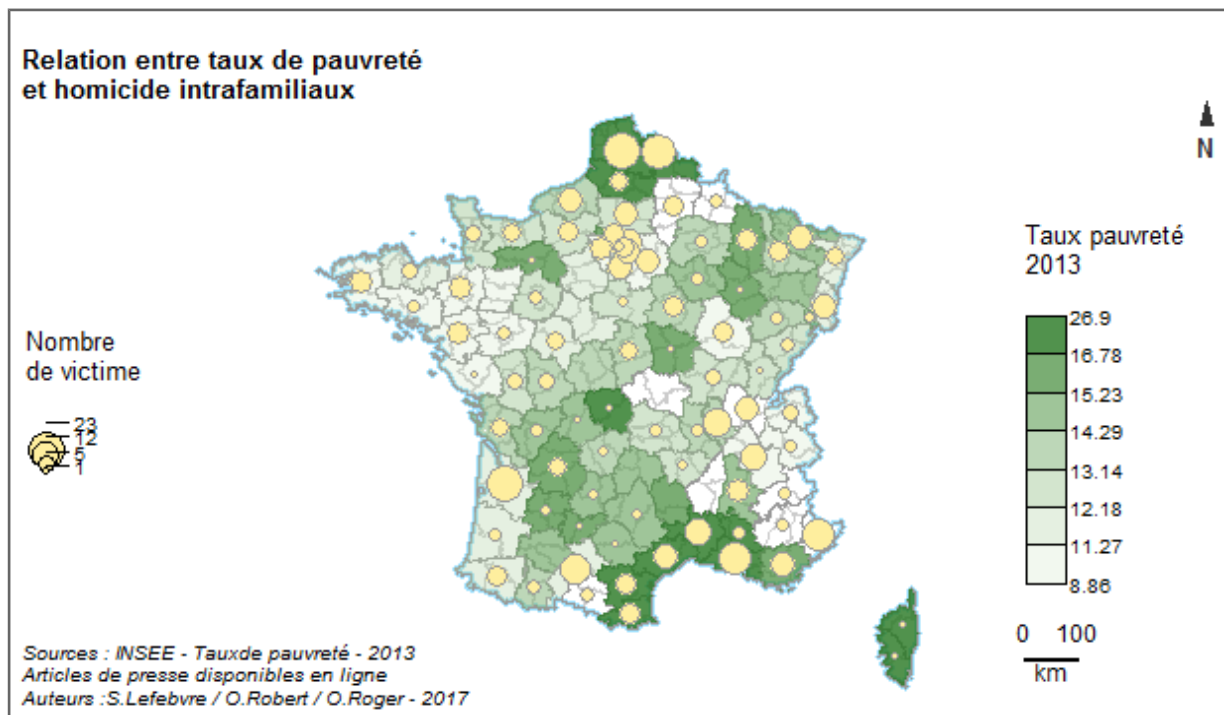 Relation entre taux de pauvreté
et homicide intrafamiliaux
N
Taux pauvreté
2013
26.9
16.78
15.23
14.29
13.14
12.18
11.27
8.86
Nombre
de victime
23
12
5
1
0 100
km
Sources : INSEE - Tauxde pauvreté - 2013
Articles de presse disponibles en ligne
Auteurs :S.Lefebvre / O.Robert / O.Roger - 2017